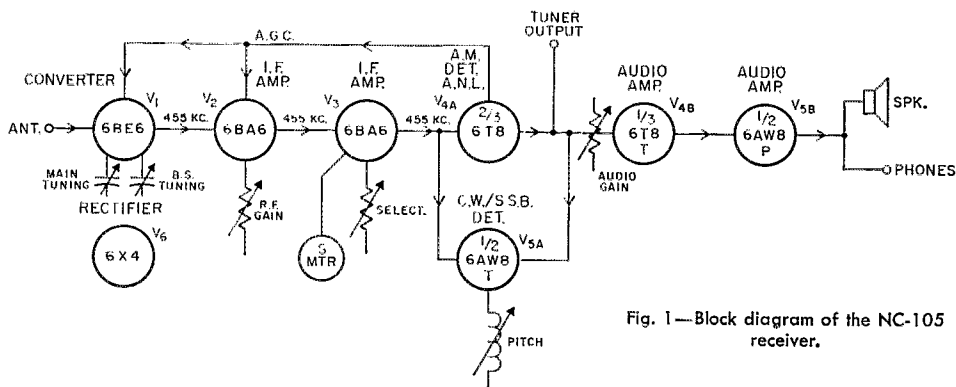 TUNER
OUTPUT
A.G.C.
CONVERTER
I.F.
AMP.
I.F.
AMP.
A.M.
DET.
A.N.L.
AUDIO
AMP.
AUDIO
AMP.
V1
V2
V3
V4A
V4B
V5B
ANT.
6BE6
455 KC.
6BA6
455 KC.
6BA6
455 KC.
2/3
6T8
1/3
6T8
T
1/2
6AW8
P
SPK.
PHONES
MAIN
TUNING
B.S.
TUNING
R.F.
GAIN
SELECT.
AUDIO
GAIN
RECTIFIER
V6
6X4
S
MTR
C.W./S S.B.
DET.
V5A
1/2
6AW8
T
PITCH
Fig. 1—Block diagram of the NC-105
receiver.